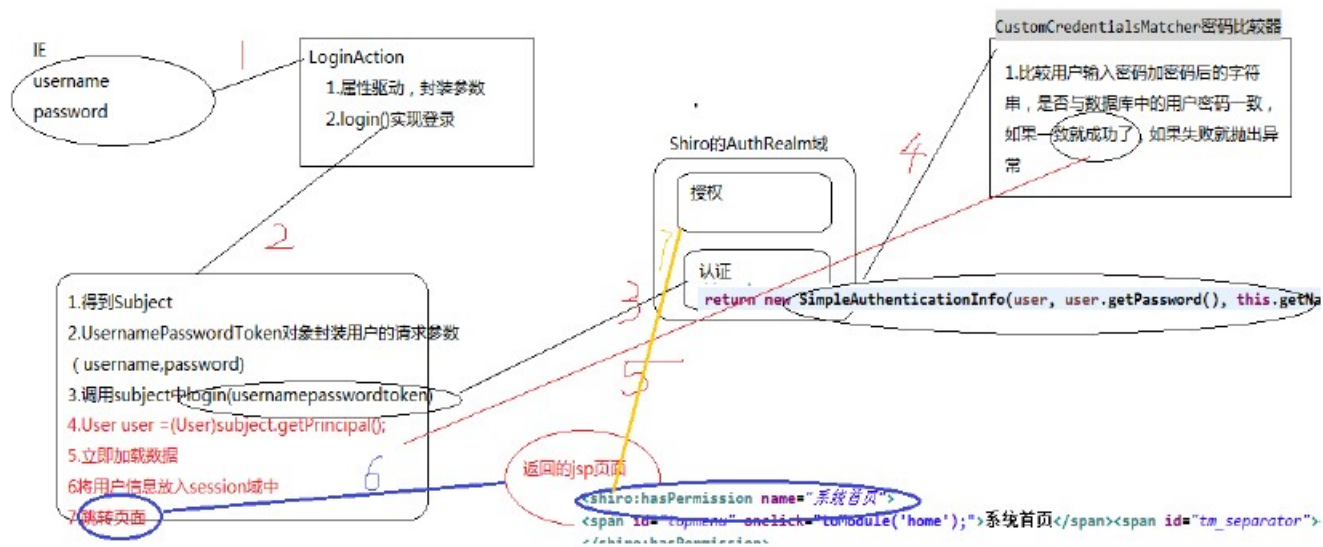 IE
username
password
1
LoginAction
1.属性驱动，封装参数
2.login()实现登录
2
1.得到Subject
2.UsernamePasswordToken对象封装用户的请求参数
（username,password)
3.调用subject中login(usernamepasswordtoken)
4.User user =(User)subject.getPrincipal();
5.立即加载数据
6将用户信息放入session域中
7.跳转页面
6
Shiro的AuthRealm域
授权
7
认证
return new SimpleAuthenticationInfo(user, user.getPassword(), this.getNa
3
4
5
CustomCredentialsMatcher密码比较器
1.比较用户输入密码加密码后的字符
串，是否与数据库中的用户密码一致，
如果一致就成功了，如果失败就抛出异
常
返回的jsp页面
<shiro:hasPermission name="系统首页">
<span id="topmenu" onclick="toModule('home');">系统首页</span><span id="tm_separator">
</shiro:hasPermission>